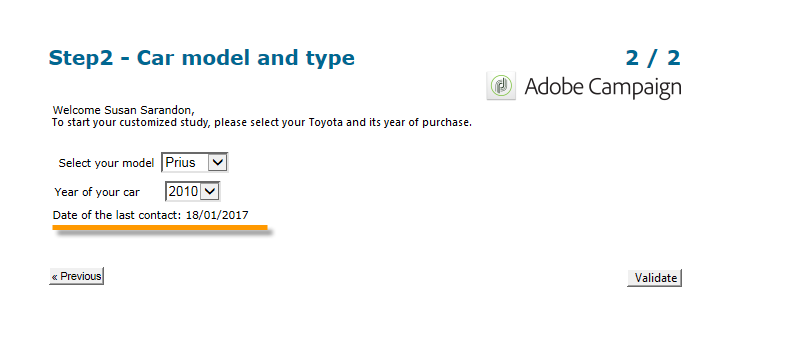 Step2 - Car model and type 2 / 2
Adobe Campaign
Welcome Susan Sarandon,
To start your customized study, please select your Toyota and its year of purchase.
Select your model Prius
Year of your car 2010
Date of the last contact: 18/01/2017
« Previous Validate